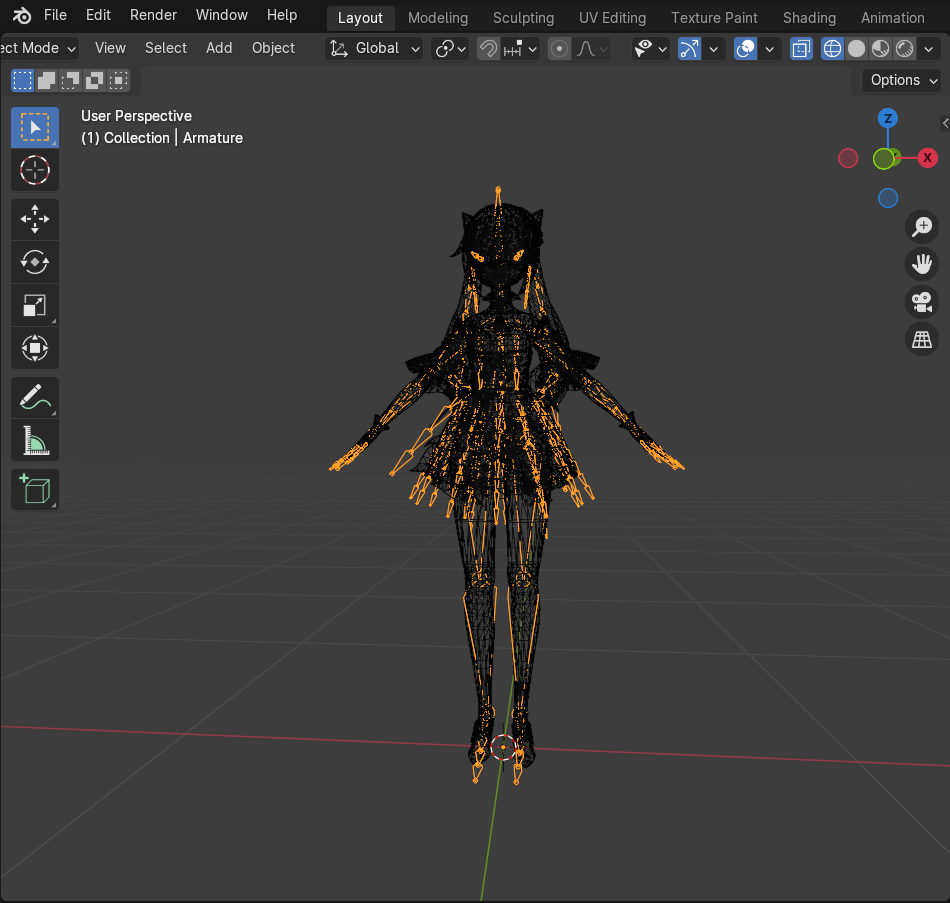 File Edit Render Window Help Layout Modeling Sculpting UV Editing Texture Paint Shading Animation
ect Mode View Select Add Object Global
Options
User Perspective
(1) Collection | Armature
Z
X